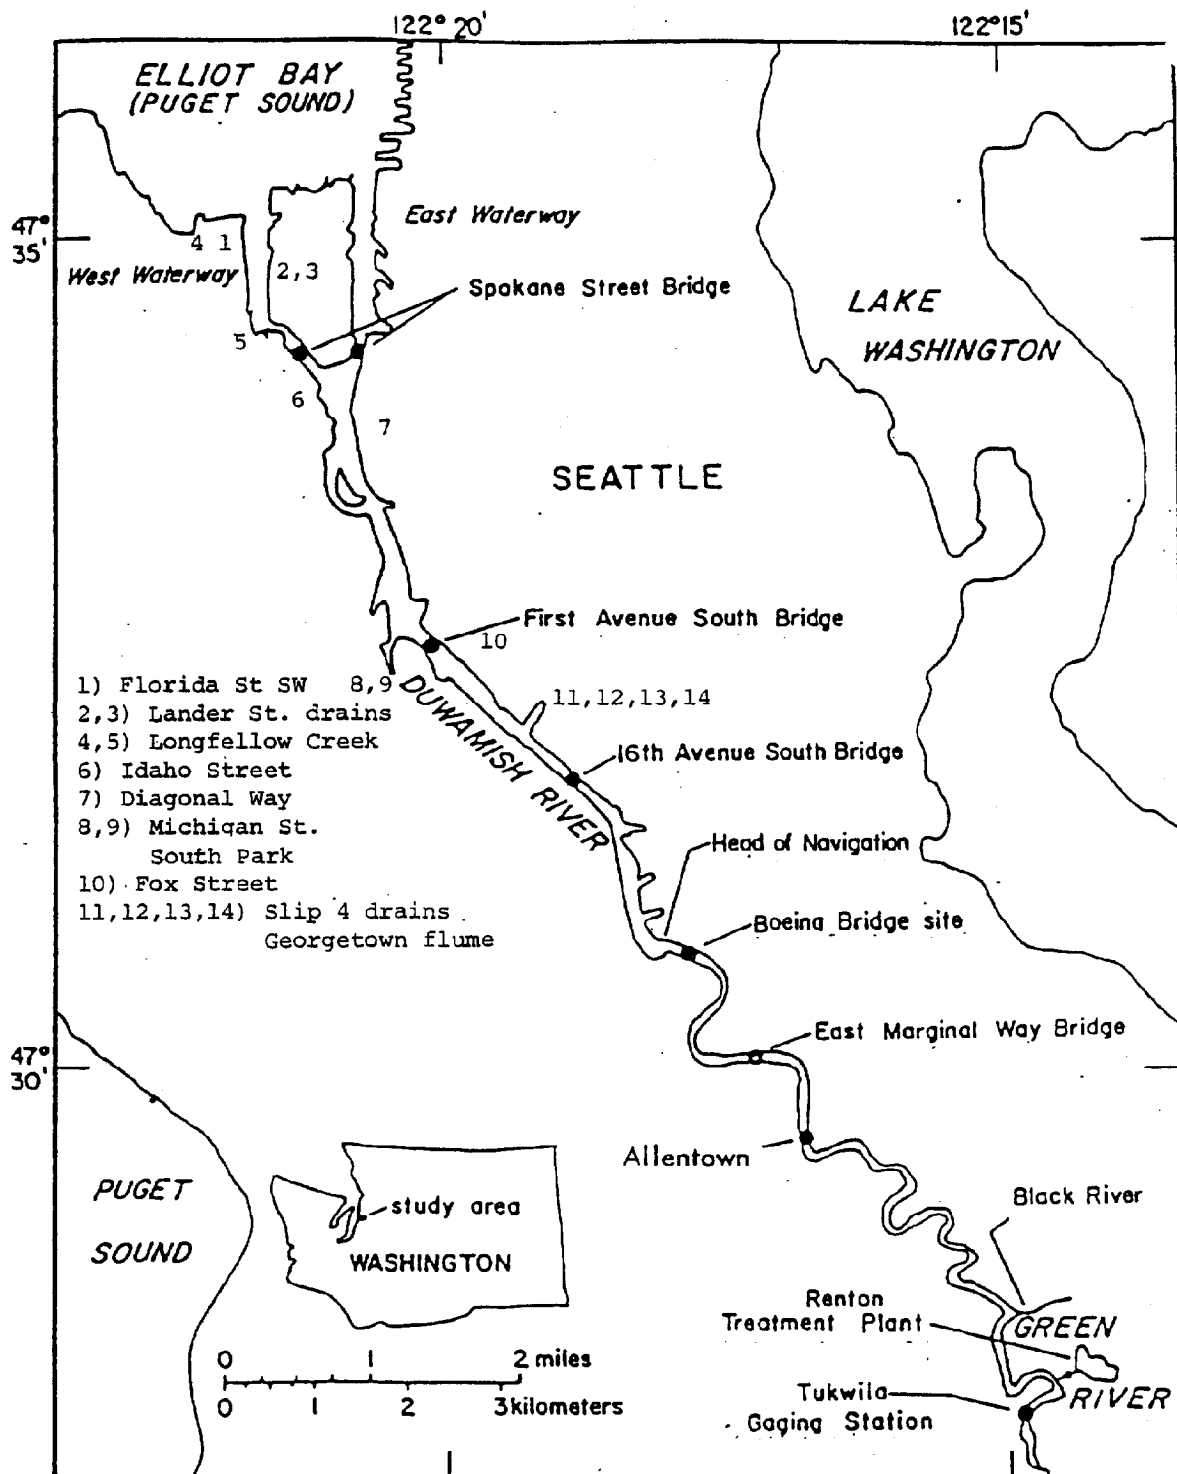 122° 20'
122° 15'
ELLIOT BAY
(PUGET SOUND)
47°
35'
East Waterway
4 1
West Waterway
2,3
Spokane Street Bridge
LAKE
WASHINGTON
5
6
7
SEATTLE
First Avenue South Bridge
10
1) Florida St SW
8,9
2,3) Lander St. drains
4,5) Longfellow Creek
6) Idaho Street
7) Diagonal Way
8,9) Michigan St.
South Park
10) Fox Street
11,12,13,14) Slip 4 drains
Georgetown flume
DUWAMISH RIVER
11,12,13,14
16th Avenue South Bridge
Head of Navigation
Boeing Bridge site
47°
30'
East Marginal Way Bridge
Allentown
PUGET
SOUND
study area
WASHINGTON
Black River
Renton
Treatment Plant
GREEN
RIVER
Tukwila
Gaging Station
0 1 2 miles
0 1 2 3 kilometers